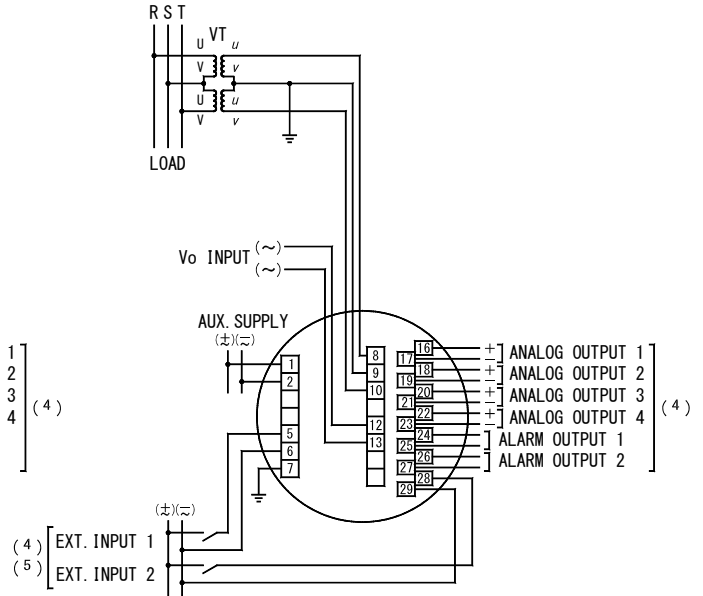 R S T
VT
U u
V v
U u
V v
LOAD
Vo INPUT (~)
(~)
AUX. SUPPLY
(±)(~)
1
2
5
6
7
8
9
10
12
13
16
17
18
19
20
21
22
23
24
25
26
27
28
29
+ ANALOG OUTPUT 1
−
+ ANALOG OUTPUT 2
−
+ ANALOG OUTPUT 3
−
+ ANALOG OUTPUT 4
−
ALARM OUTPUT 1
ALARM OUTPUT 2
(4)
1
2
3
4
(4)
(4)
(5)
EXT. INPUT 1
EXT. INPUT 2